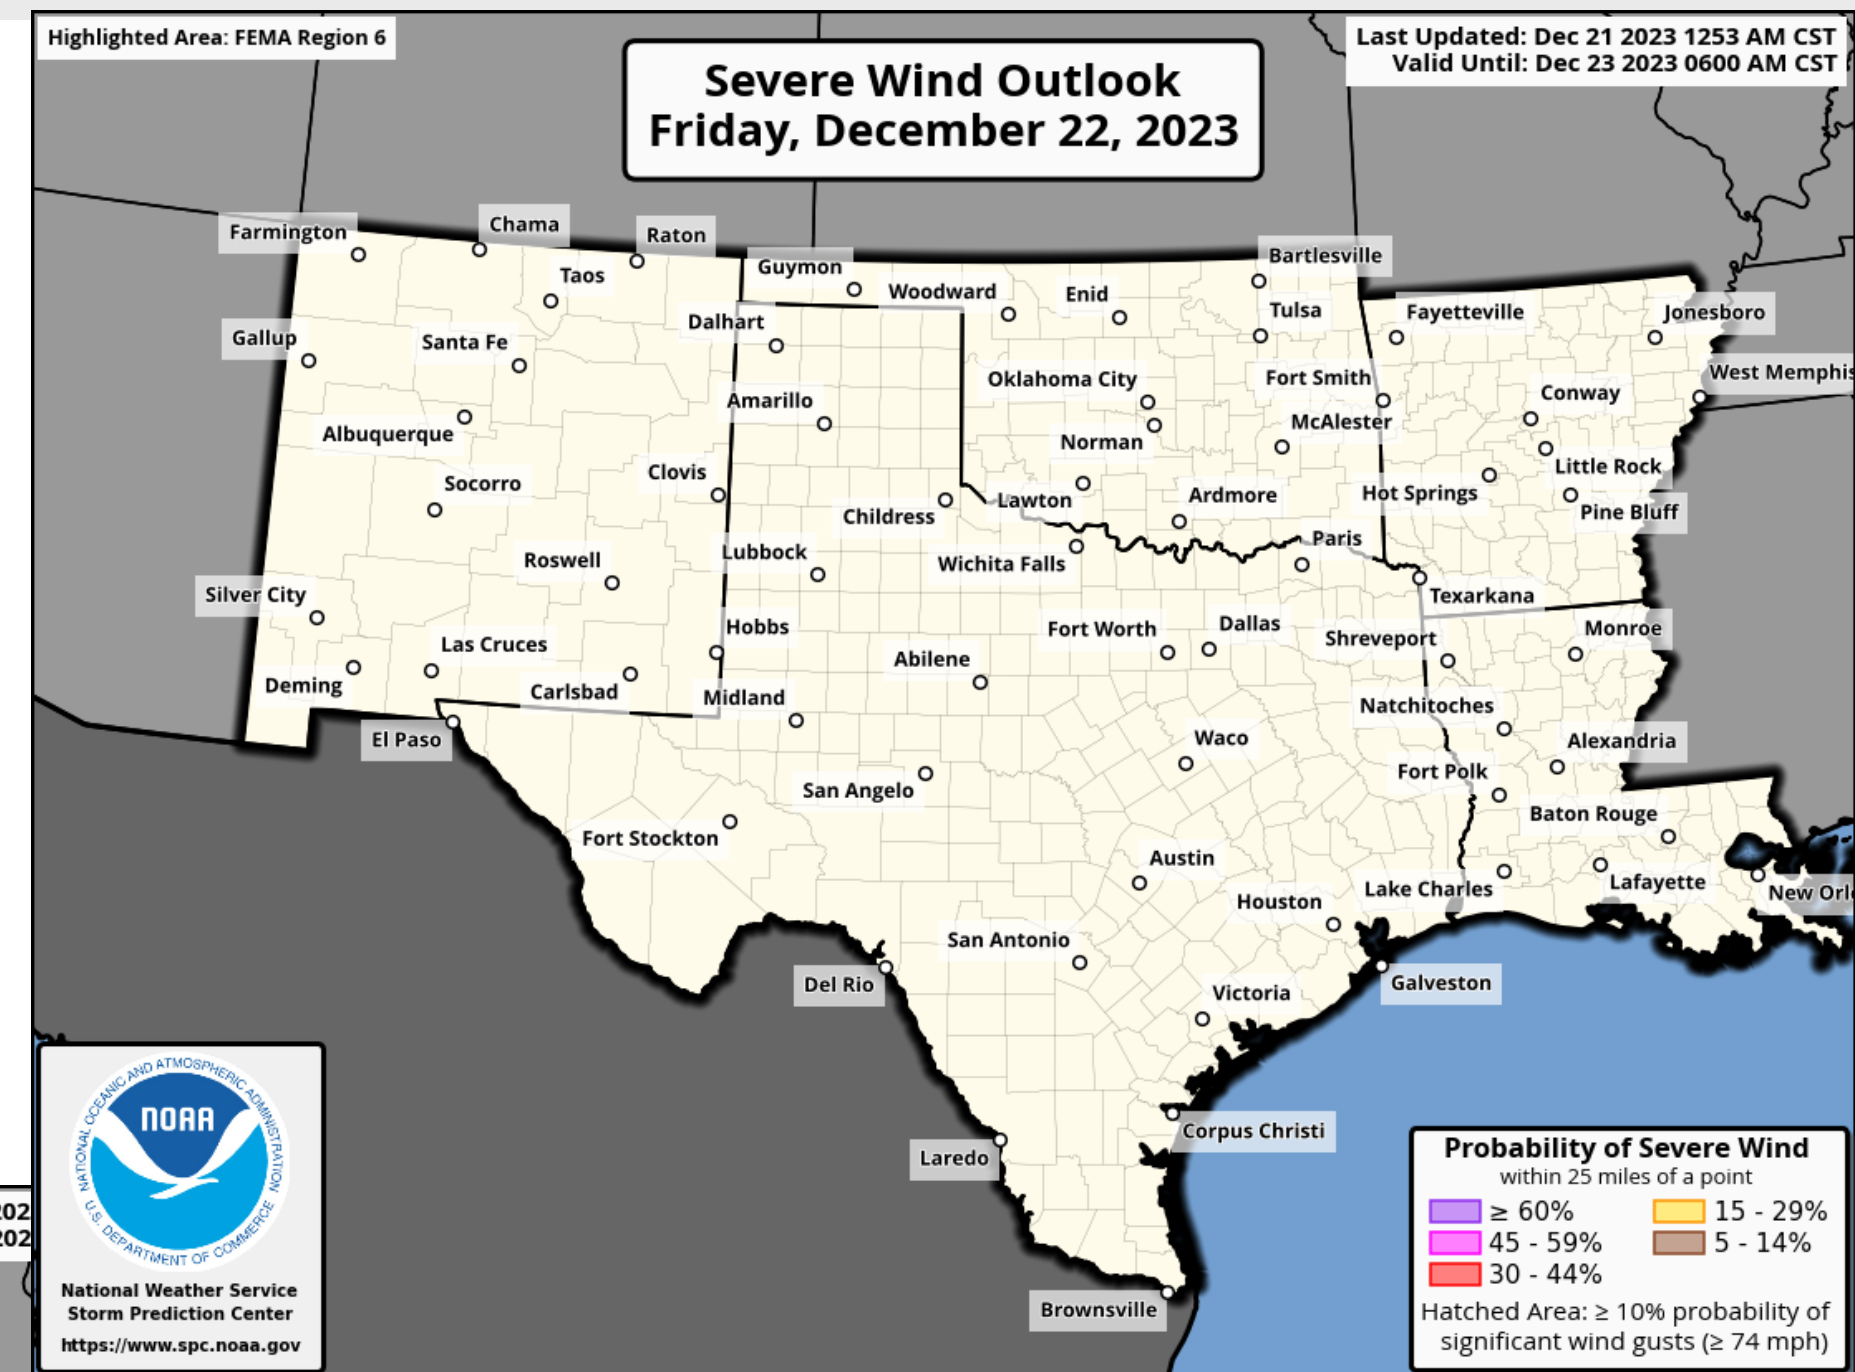 Highlighted Area: FEMA Region 6
Last Updated: Dec 21 2023 1253 AM CST
Valid Until: Dec 23 2023 0600 AM CST
Severe Wind Outlook
Friday, December 22, 2023
Farmington
Chama
Raton
Taos
Guymon
Woodward
Enid
Bartlesville
Tulsa
Fayetteville
Jonesboro
Gallup
Santa Fe
Dalhart
Oklahoma City
Fort Smith
West Memphis
Albuquerque
Amarillo
Norman
McAlester
Conway
Socorro
Clovis
Childress
Lawton
Ardmore
Hot Springs
Little Rock
Pine Bluff
Roswell
Lubbock
Wichita Falls
Paris
Texarkana
Silver City
Las Cruces
Hobbs
Abilene
Fort Worth
Dallas
Shreveport
Monroe
Deming
Carlsbad
Midland
Natchitoches
El Paso
San Angelo
Waco
Fort Polk
Alexandria
Fort Stockton
Austin
Baton Rouge
Houston
Lake Charles
Lafayette
New Orl
San Antonio
Del Rio
Victoria
Galveston
Corpus Christi
Laredo
Brownsville
202
202
NATIONAL OCEANIC AND ATMOSPHERIC ADMINISTRATION
NOAA
U.S. DEPARTMENT OF COMMERCE
National Weather Service
Storm Prediction Center
https://www.spc.noaa.gov
Probability of Severe Wind
within 25 miles of a point
≥ 60% 15 - 29%
45 - 59% 5 - 14%
30 - 44%
Hatched Area: ≥ 10% probability of
significant wind gusts (≥ 74 mph)